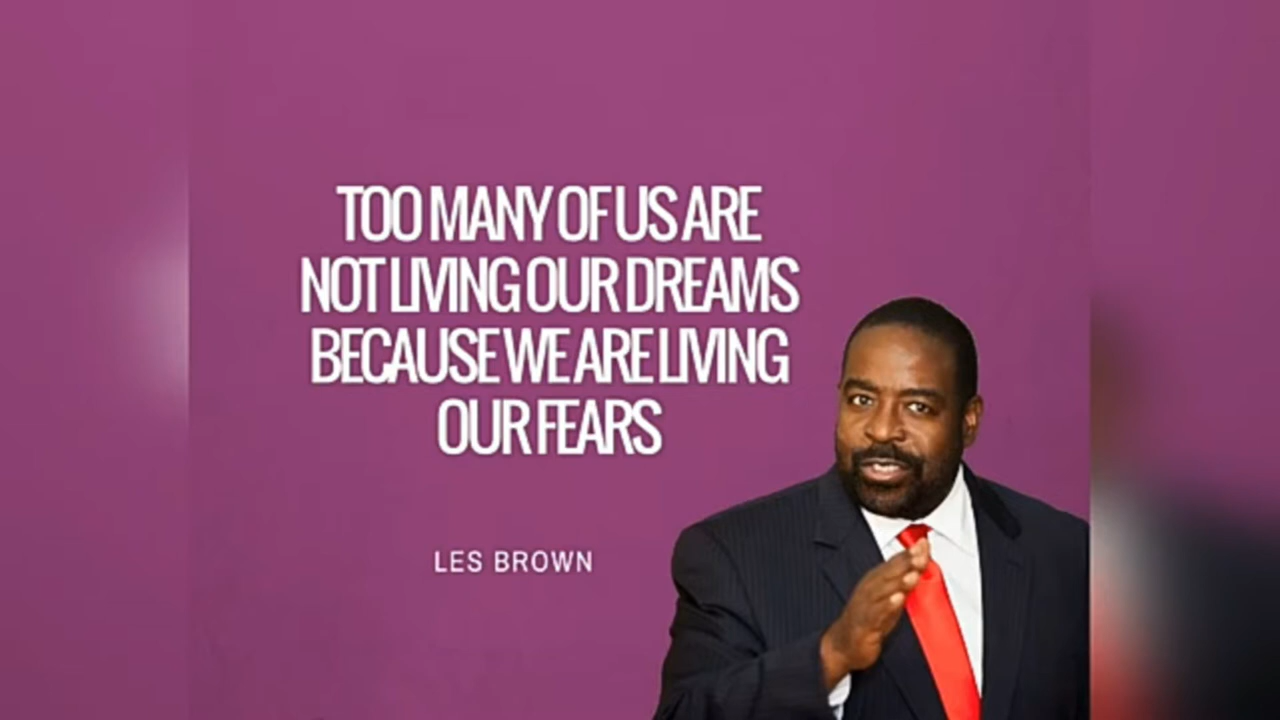 TOO MANY OF US ARE
NOT LIVING OUR DREAMS
BECAUSE WE ARE LIVING
OUR FEARS
LES BROWN